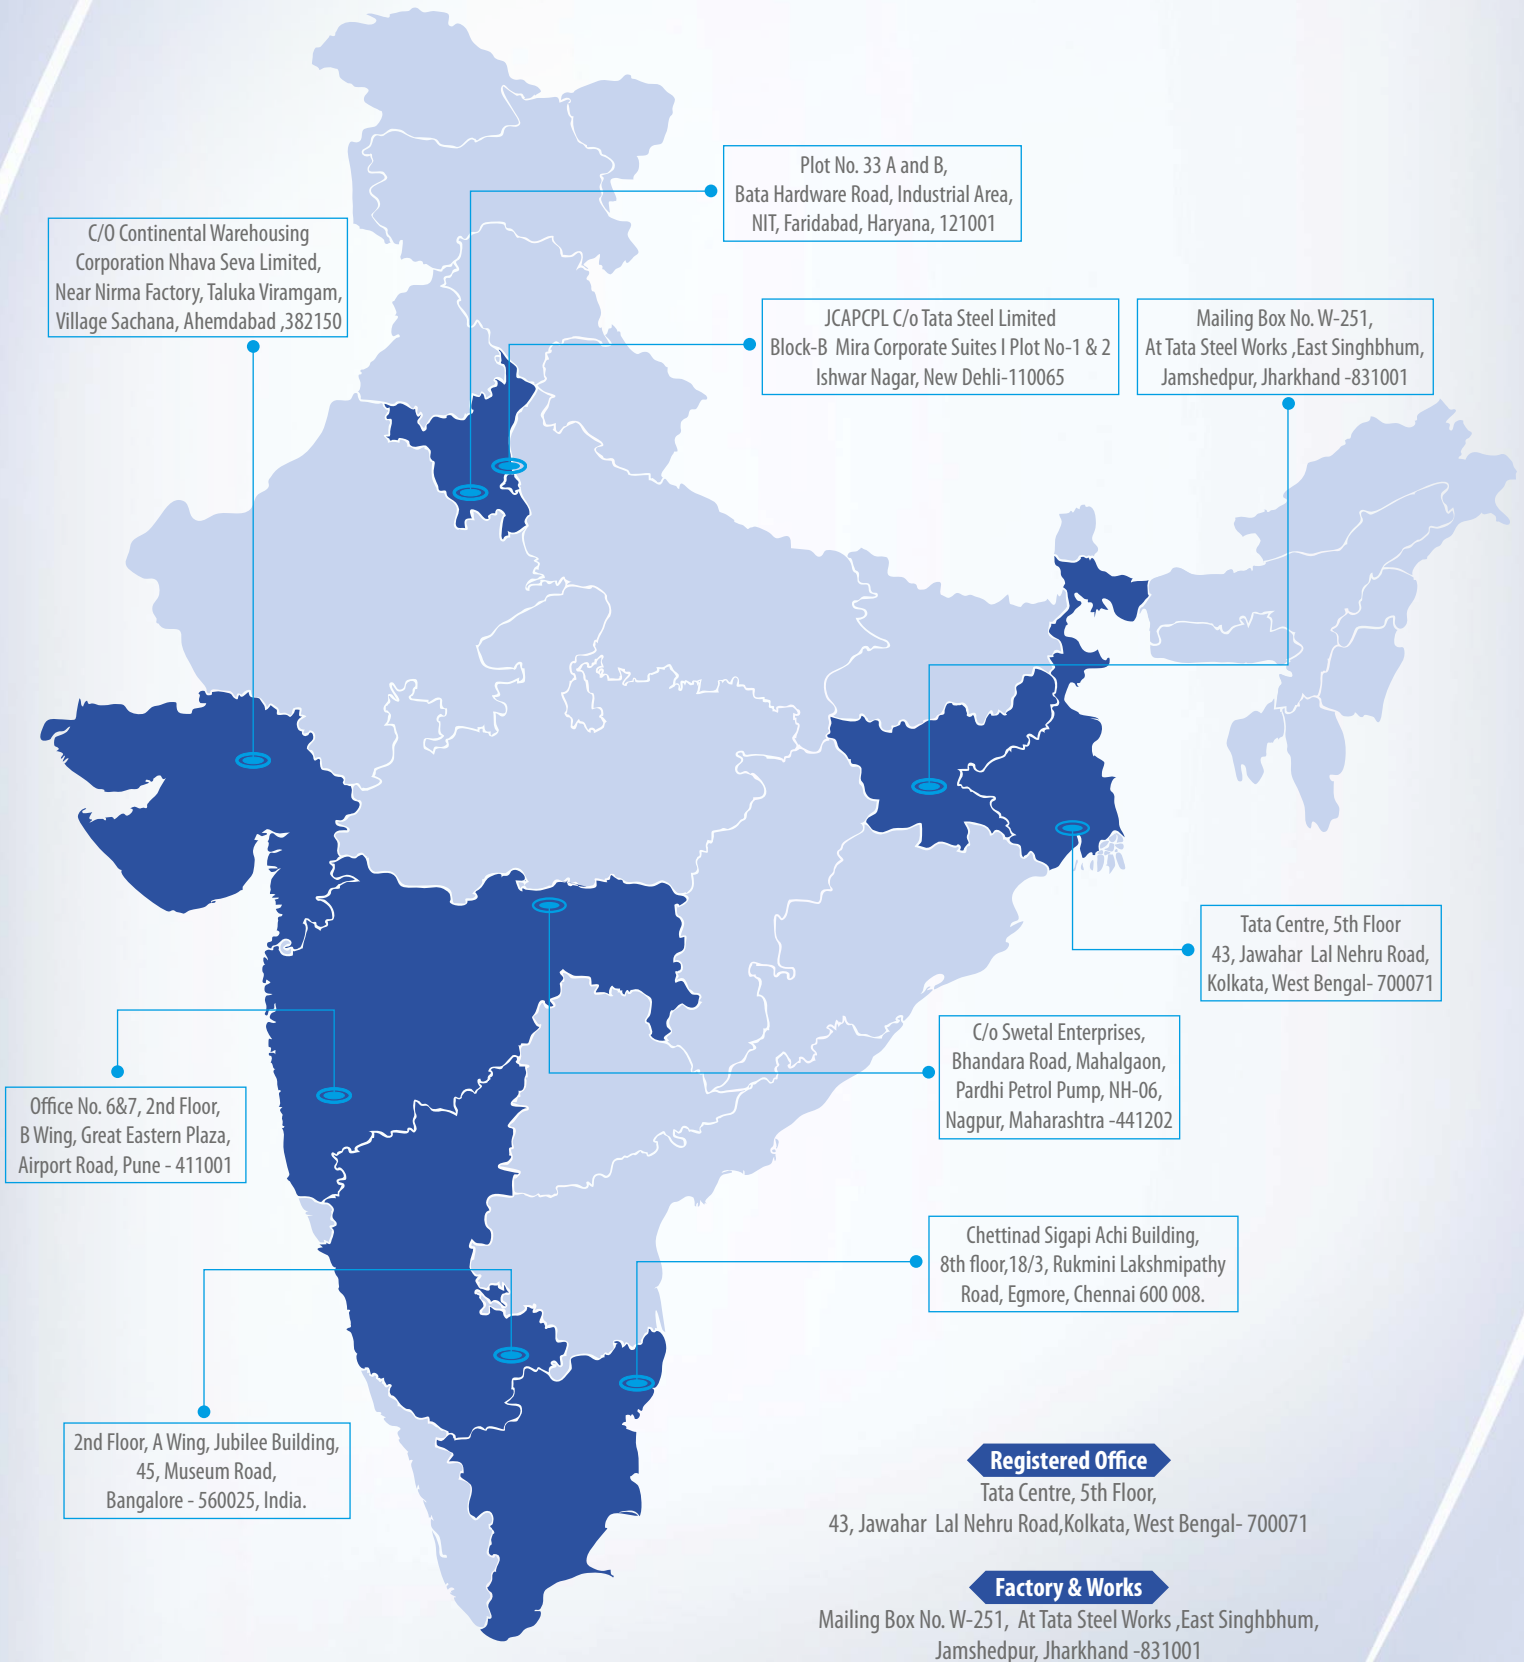 Plot No. 33 A and B,
Bata Hardware Road, Industrial Area,
NIT, Faridabad, Haryana, 121001
C/O Continental Warehousing
Corporation Nhava Seva Limited,
Near Nirma Factory, Taluka Viramgam,
Village Sachana, Ahemdabad ,382150
JCAPCPL C/o Tata Steel Limited
Block-B Mira Corporate Suites I Plot No-1 & 2
Ishwar Nagar, New Dehli-110065
Mailing Box No. W-251,
At Tata Steel Works ,East Singhbhum,
Jamshedpur, Jharkhand -831001
Tata Centre, 5th Floor
43, Jawahar Lal Nehru Road,
Kolkata, West Bengal- 700071
C/o Swetal Enterprises,
Bhandara Road, Mahalgaon,
Pardhi Petrol Pump, NH-06,
Nagpur, Maharashtra -441202
Office No. 6&7, 2nd Floor,
B Wing, Great Eastern Plaza,
Airport Road, Pune - 411001
Chettinad Sigapi Achi Building,
8th floor,18/3, Rukmini Lakshmipathy
Road, Egmore, Chennai 600 008.
2nd Floor, A Wing, Jubilee Building,
45, Museum Road,
Bangalore - 560025, India.
Registered Office
Tata Centre, 5th Floor,
43, Jawahar Lal Nehru Road,Kolkata, West Bengal- 700071
Factory & Works
Mailing Box No. W-251, At Tata Steel Works ,East Singhbhum,
Jamshedpur, Jharkhand -831001